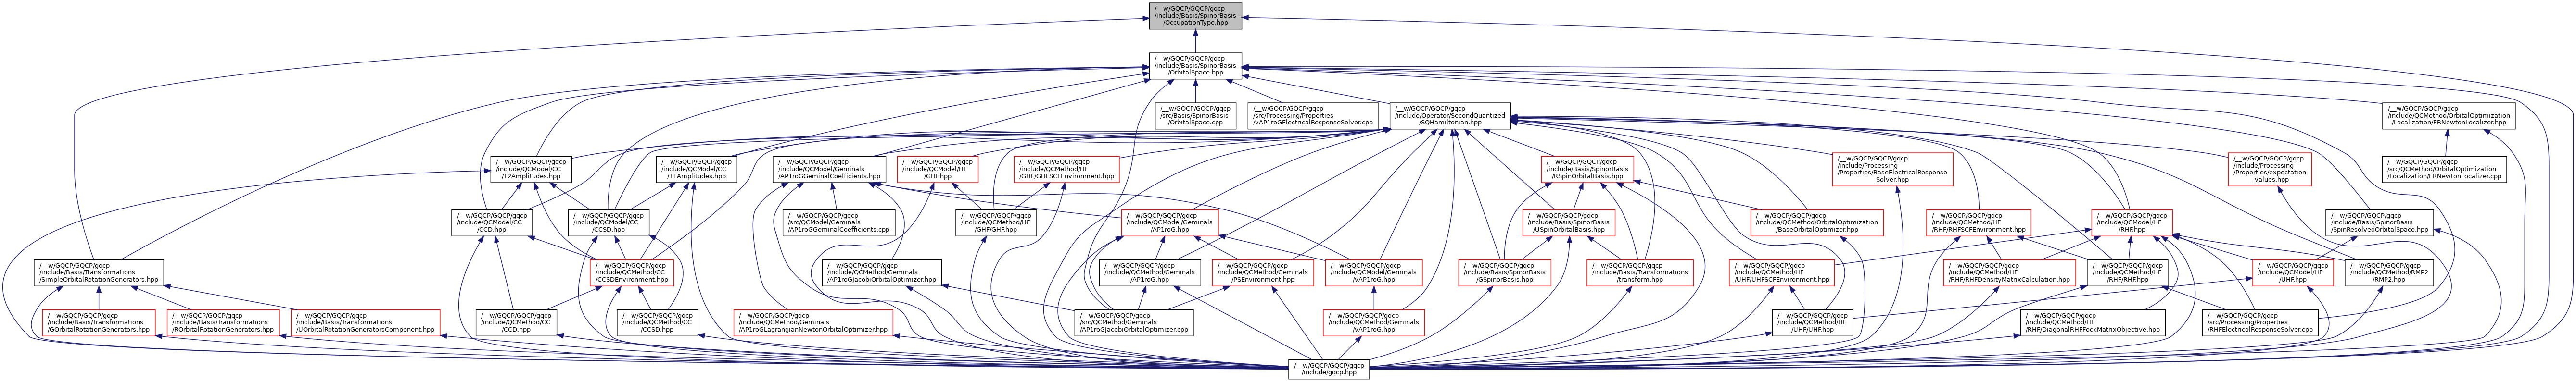 /__w/GQCP/GQCP/gqcp
/include/Basis/SpinorBasis
/OccupationType.hpp
/__w/GQCP/GQCP/gqcp
/include/Basis/SpinorBasis
/OrbitalSpace.hpp
/__w/GQCP/GQCP/gqcp
/src/Basis/SpinorBasis
/OrbitalSpace.cpp
/__w/GQCP/GQCP/gqcp
/src/Processing/Properties
/vAP1roGElectricalResponseSolver.cpp
/__w/GQCP/GQCP/gqcp
/include/Operator/SecondQuantized
/SQHamiltonian.hpp
/__w/GQCP/GQCP/gqcp
/include/QCMethod/OrbitalOptimization
/Localization/ERNewtonLocalizer.hpp
/__w/GQCP/GQCP/gqcp
/include/QCModel/CC
/T2Amplitudes.hpp
/__w/GQCP/GQCP/gqcp
/include/QCModel/CC
/T1Amplitudes.hpp
/__w/GQCP/GQCP/gqcp
/include/QCModel/Geminals
/AP1roGGeminalCoefficients.hpp
/__w/GQCP/GQCP/gqcp
/include/QCModel/HF
/GHF.hpp
/__w/GQCP/GQCP/gqcp
/include/QCMethod/HF
/GHF/GHFSCFEnvironment.hpp
/__w/GQCP/GQCP/gqcp
/include/Basis/SpinorBasis
/RSpinOrbitalBasis.hpp
/__w/GQCP/GQCP/gqcp
/include/Processing
/Properties/BaseElectricalResponse
Solver.hpp
/__w/GQCP/GQCP/gqcp
/include/Processing
/Properties/expectation
_values.hpp
/__w/GQCP/GQCP/gqcp
/src/QCMethod/OrbitalOptimization
/Localization/ERNewtonLocalizer.cpp
/__w/GQCP/GQCP/gqcp
/include/QCModel/CC
/CCD.hpp
/__w/GQCP/GQCP/gqcp
/include/QCModel/CC
/CCSD.hpp
/__w/GQCP/GQCP/gqcp
/src/QCModel/Geminals
/AP1roGGeminalCoefficients.cpp
/__w/GQCP/GQCP/gqcp
/include/QCMethod/HF
/GHF/GHF.hpp
/__w/GQCP/GQCP/gqcp
/include/QCModel/Geminals
/AP1roG.hpp
/__w/GQCP/GQCP/gqcp
/include/Basis/SpinorBasis
/USpinOrbitalBasis.hpp
/__w/GQCP/GQCP/gqcp
/include/QCMethod/OrbitalOptimization
/BaseOrbitalOptimizer.hpp
/__w/GQCP/GQCP/gqcp
/include/QCMethod/HF
/RHF/RHFSCFEnvironment.hpp
/__w/GQCP/GQCP/gqcp
/include/QCModel/HF
/RHF.hpp
/__w/GQCP/GQCP/gqcp
/include/Basis/SpinorBasis
/SpinResolvedOrbitalSpace.hpp
/__w/GQCP/GQCP/gqcp
/include/Basis/Transformations
/SimpleOrbitalRotationGenerators.hpp
/__w/GQCP/GQCP/gqcp
/include/QCMethod/CC
/CCSDEnvironment.hpp
/__w/GQCP/GQCP/gqcp
/include/QCMethod/Geminals
/AP1roGJacobiOrbitalOptimizer.hpp
/__w/GQCP/GQCP/gqcp
/include/QCMethod/Geminals
/AP1roG.hpp
/__w/GQCP/GQCP/gqcp
/include/QCMethod/Geminals
/PSEnvironment.hpp
/__w/GQCP/GQCP/gqcp
/include/QCModel/Geminals
/vAP1roG.hpp
/__w/GQCP/GQCP/gqcp
/include/Basis/SpinorBasis
/GSpinorBasis.hpp
/__w/GQCP/GQCP/gqcp
/include/Basis/Transformations
/transform.hpp
/__w/GQCP/GQCP/gqcp
/include/QCMethod/HF
/UHF/UHFSCFEnvironment.hpp
/__w/GQCP/GQCP/gqcp
/include/QCMethod/HF
/RHF/RHFDensityMatrixCalculation.hpp
/__w/GQCP/GQCP/gqcp
/include/QCMethod/HF
/RHF/RHF.hpp
/__w/GQCP/GQCP/gqcp
/include/QCModel/HF
/UHF.hpp
/__w/GQCP/GQCP/gqcp
/include/QCMethod/RMP2
/RMP2.hpp
/__w/GQCP/GQCP/gqcp
/include/Basis/Transformations
/GOrbitalRotationGenerators.hpp
/__w/GQCP/GQCP/gqcp
/include/Basis/Transformations
/ROrbitalRotationGenerators.hpp
/__w/GQCP/GQCP/gqcp
/include/Basis/Transformations
/UOrbitalRotationGeneratorsComponent.hpp
/__w/GQCP/GQCP/gqcp
/include/QCMethod/CC
/CCD.hpp
/__w/GQCP/GQCP/gqcp
/include/QCMethod/CC
/CCSD.hpp
/__w/GQCP/GQCP/gqcp
/include/QCMethod/Geminals
/AP1roGLagrangianNewtonOrbitalOptimizer.hpp
/__w/GQCP/GQCP/gqcp
/src/QCMethod/Geminals
/AP1roGJacobiOrbitalOptimizer.cpp
/__w/GQCP/GQCP/gqcp
/include/QCMethod/Geminals
/vAP1roG.hpp
/__w/GQCP/GQCP/gqcp
/include/QCMethod/HF
/UHF/UHF.hpp
/__w/GQCP/GQCP/gqcp
/include/QCMethod/HF
/RHF/DiagonalRHFFockMatrixObjective.hpp
/__w/GQCP/GQCP/gqcp
/src/Processing/Properties
/RHFElectricalResponseSolver.cpp
/__w/GQCP/GQCP/gqcp
/include/gqcp.hpp